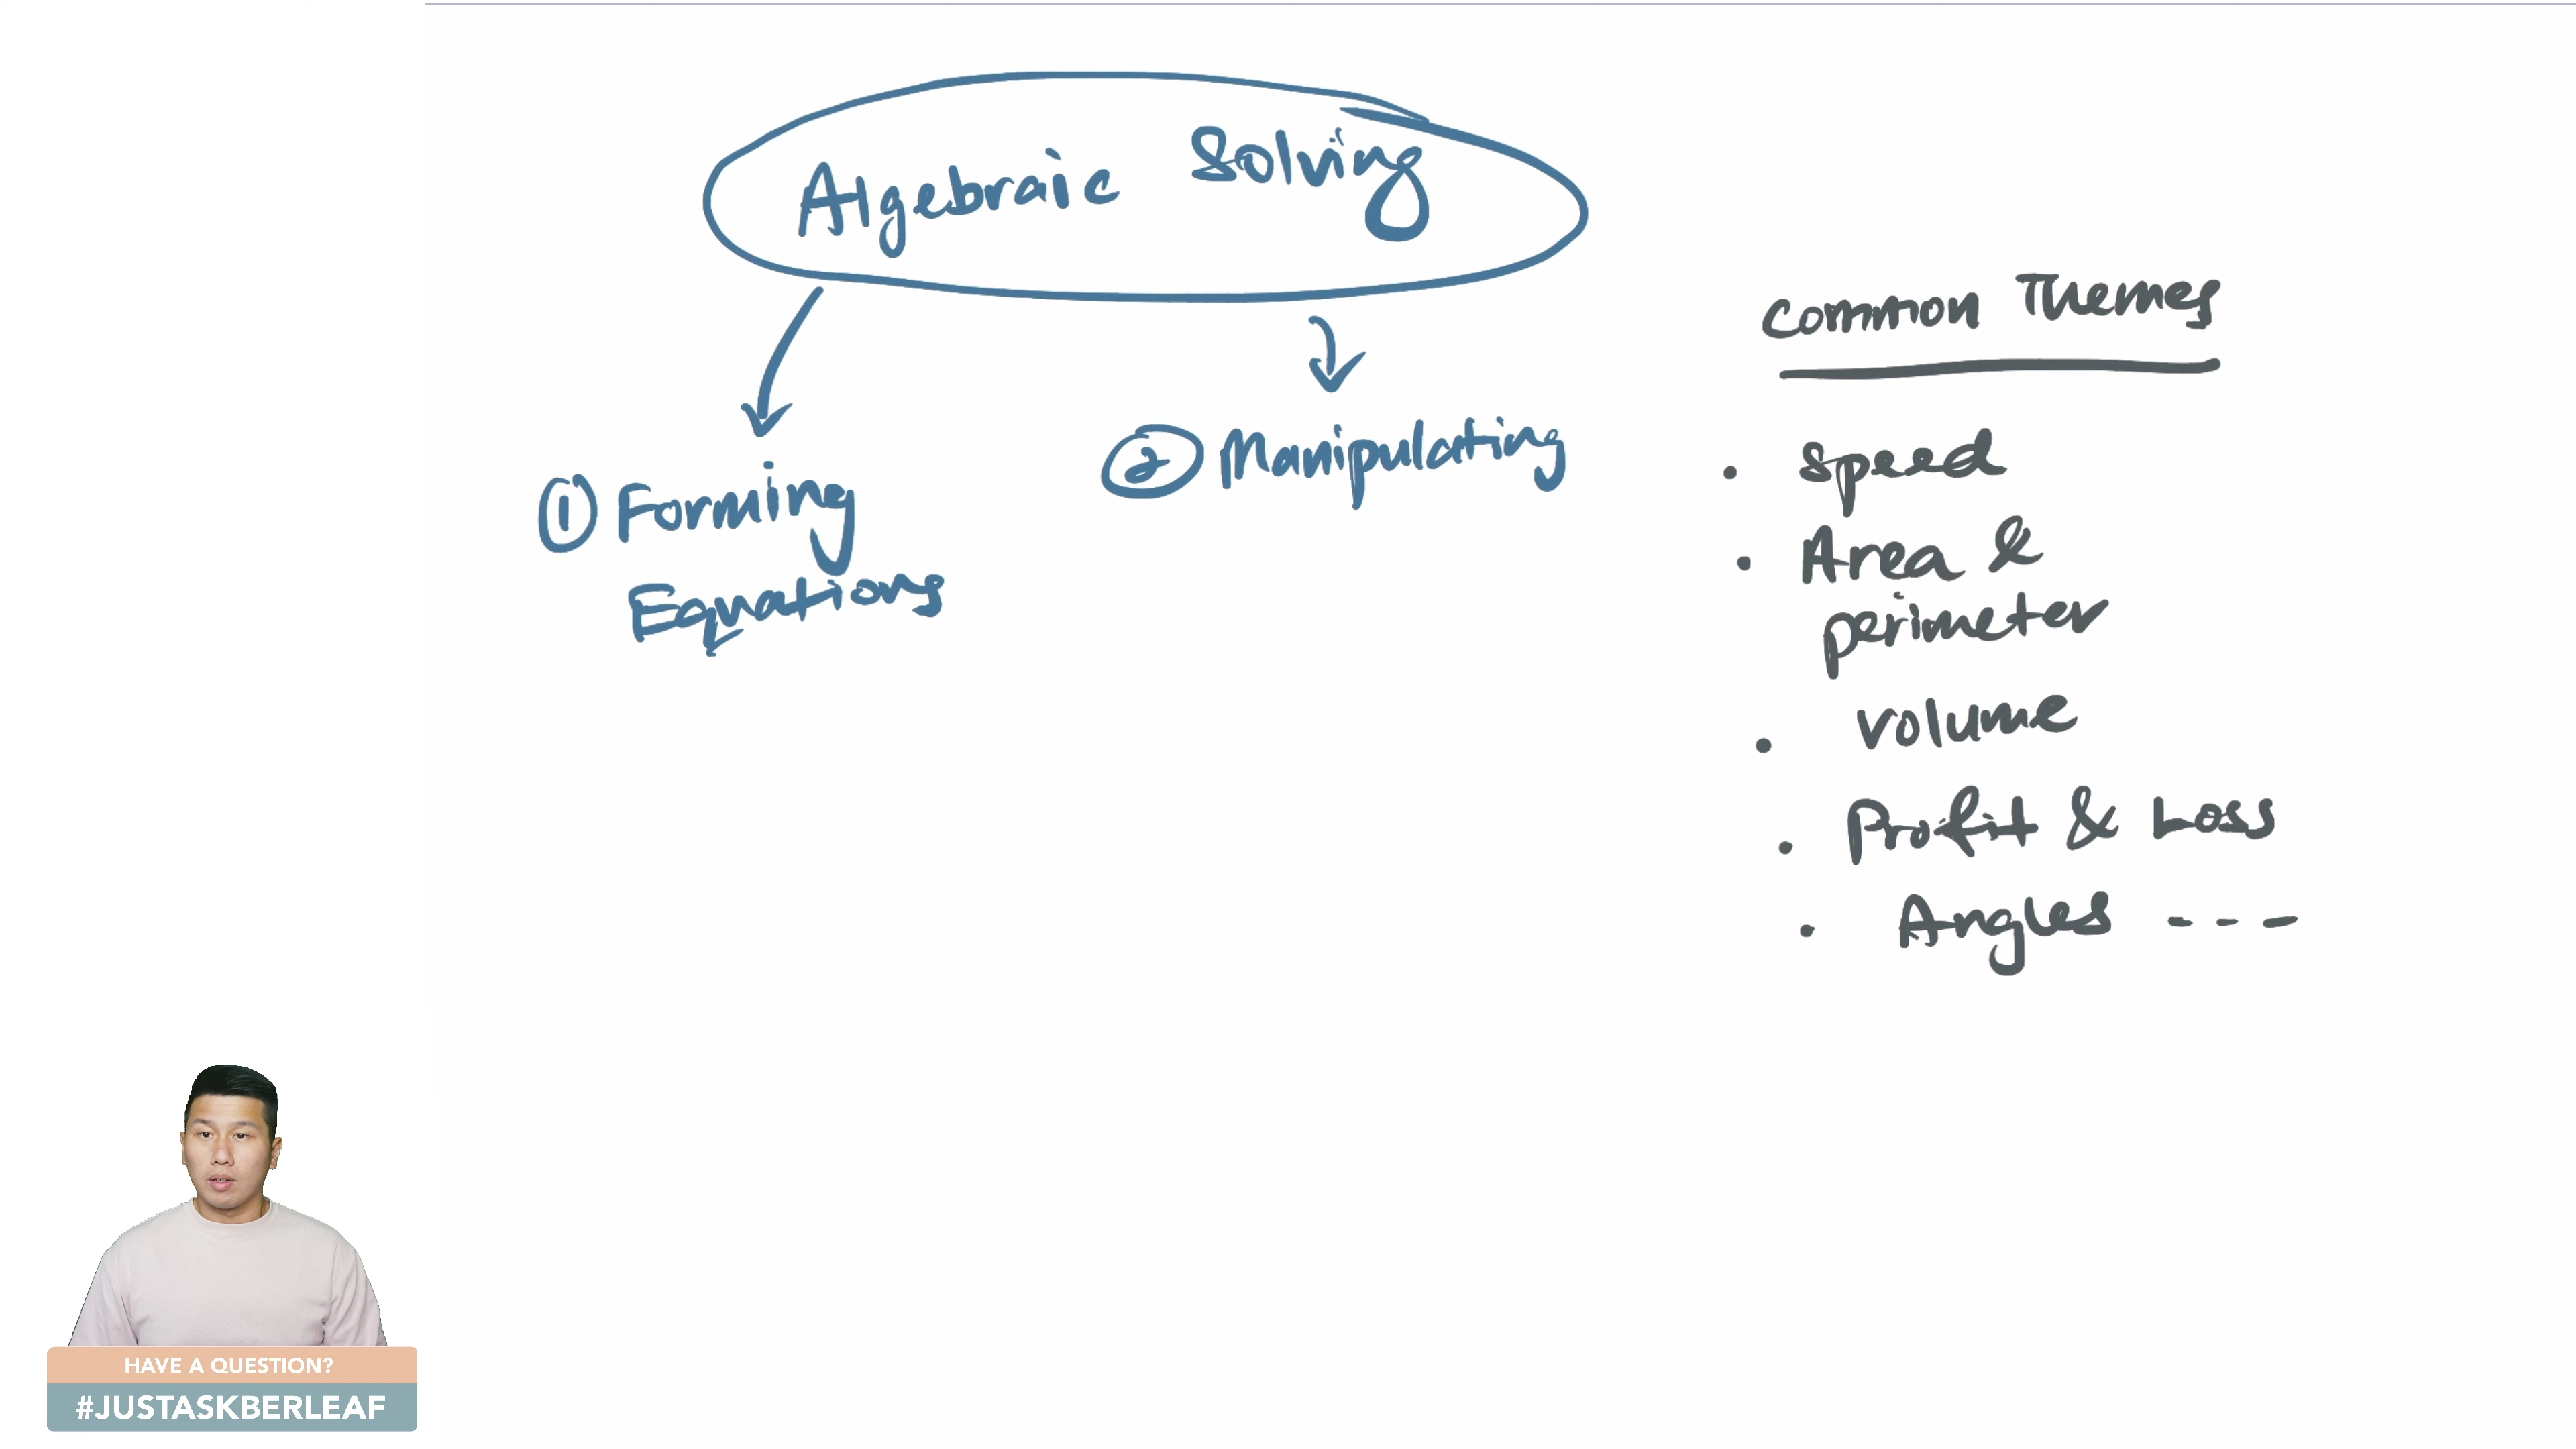 Algebraic Solving
① Forming
Equations
② Manipulating
Common Themes
• Speed
• Area &
perimeter
• volume
• Profit & Loss
• Angles ---
HAVE A QUESTION?
#JUSTASKBERLEAF